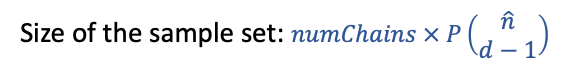 Size of the sample set: numChains × P(n̂ d − 1)